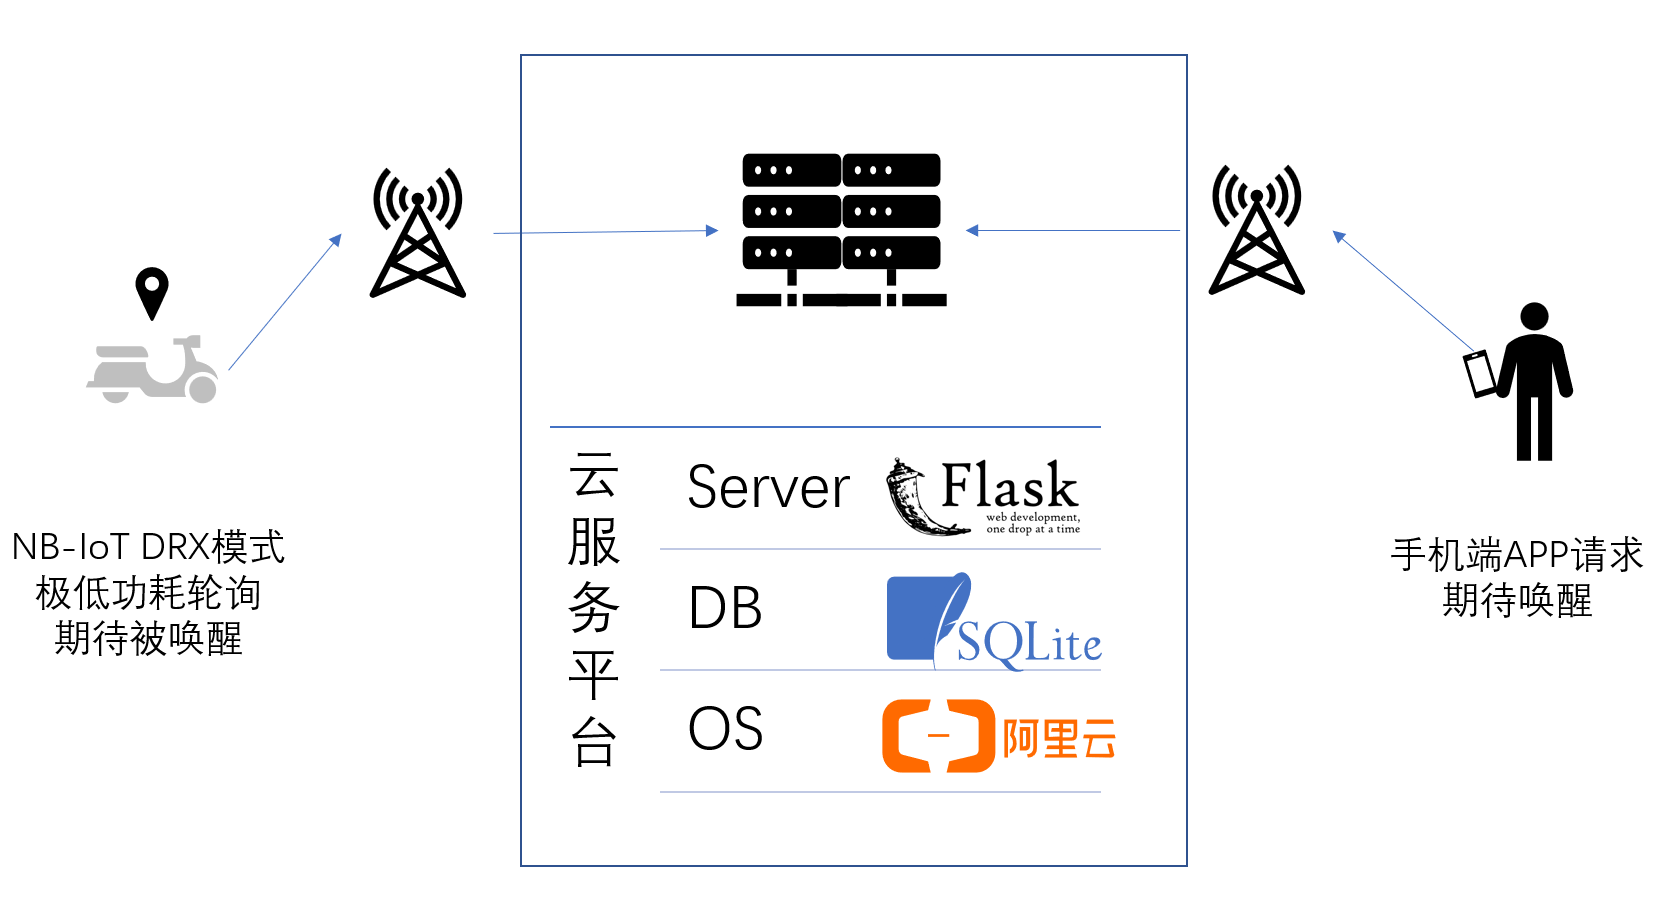 NB-IoT DRX模式
极低功耗轮询
期待被唤醒
云服务平台
Server
Flask
web development,
one drop at a time
DB
SQLite
OS
阿里云
手机端APP请求
期待唤醒